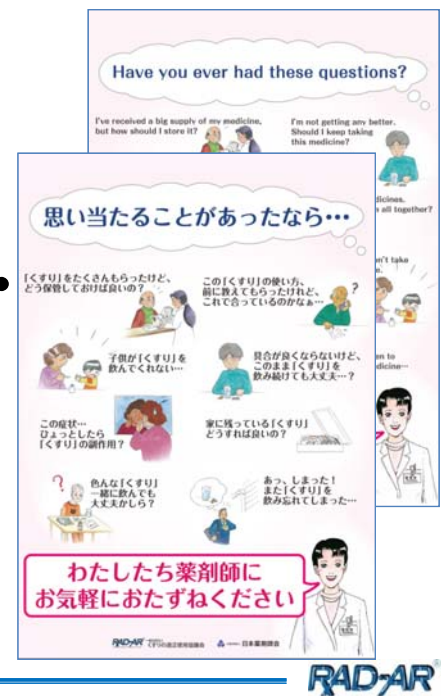 Have you ever had these questions?
I've received a big supply of my medicine,
but how should I store it?
I'm not getting any better.
Should I keep taking
this medicine?
all together?
思い当たることがあったなら…
「くすり」をたくさんもらったけど、
どう保管しておけば良いの?
この「くすり」の使い方、
前に教えてもらったけれど、
これで合っているのかなぁ…
子供が「くすり」を
飲んでくれない…
具合が良くならないけど、
このまま「くすり」を
飲み続けても大丈夫…?
この症状…
ひょっとしたら
「くすり」の副作用?
家に残っている「くすり」
どうすれば良いの?
色んな「くすり」
一緒に飲んでも
大丈夫かしら?
あっ、しまった!
また「くすり」を
飲み忘れてしまった…
わたしたち薬剤師に
お気軽におたずねください
RAD-AR くすりの適正使用協議会
日本薬剤師会
RAD-AR